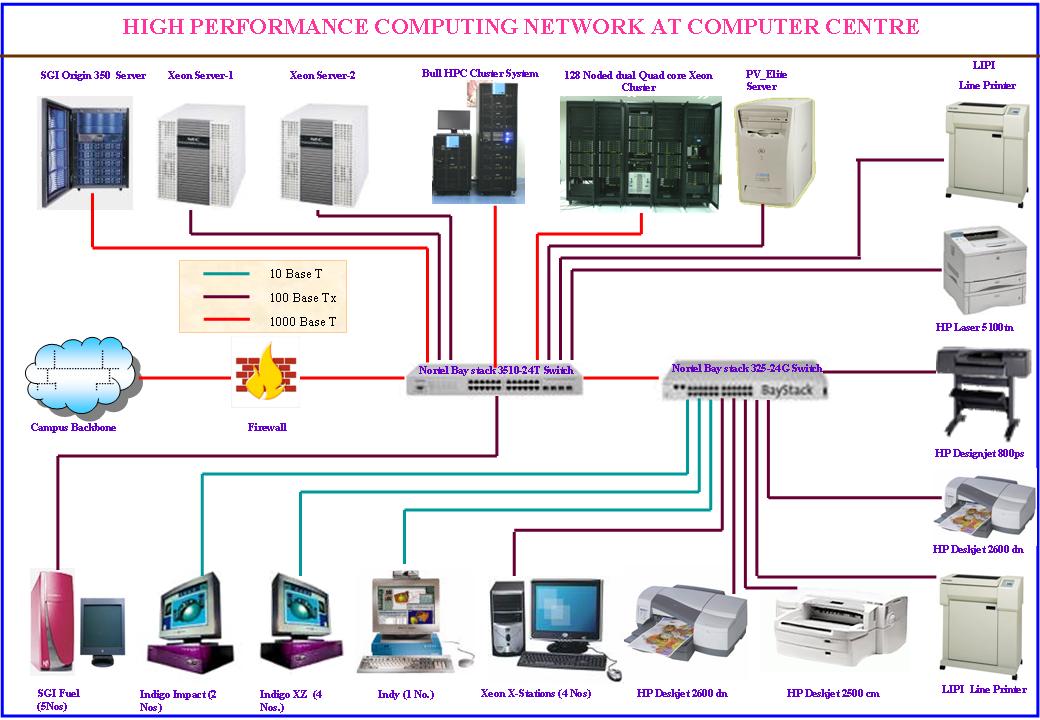 HIGH PERFORMANCE COMPUTING NETWORK AT COMPUTER CENTRE
SGI Origin 350 Server
Xeon Server-1
Xeon Server-2
Bull HPC Cluster System
128 Noded dual Quad core Xeon
Cluster
PV_Elite
Server
LIPI
Line Printer
10 Base T
100 Base Tx
1000 Base T
HP Laser 5100tn
Nortel Bay stack 3510-24T Switch
Nortel Bay stack 325-24G Switch
BayStack
Campus Backbone
Firewall
HP Designjet 800ps
HP Deskjet 2600 dn
SGI Fuel
(5Nos)
Indigo Impact (2
Nos)
Indigo XZ (4
Nos.)
Indy (1 No.)
Xeon X-Stations (4 Nos)
HP Deskjet 2600 dn
HP Deskjet 2500 cm
LIPI Line Printer